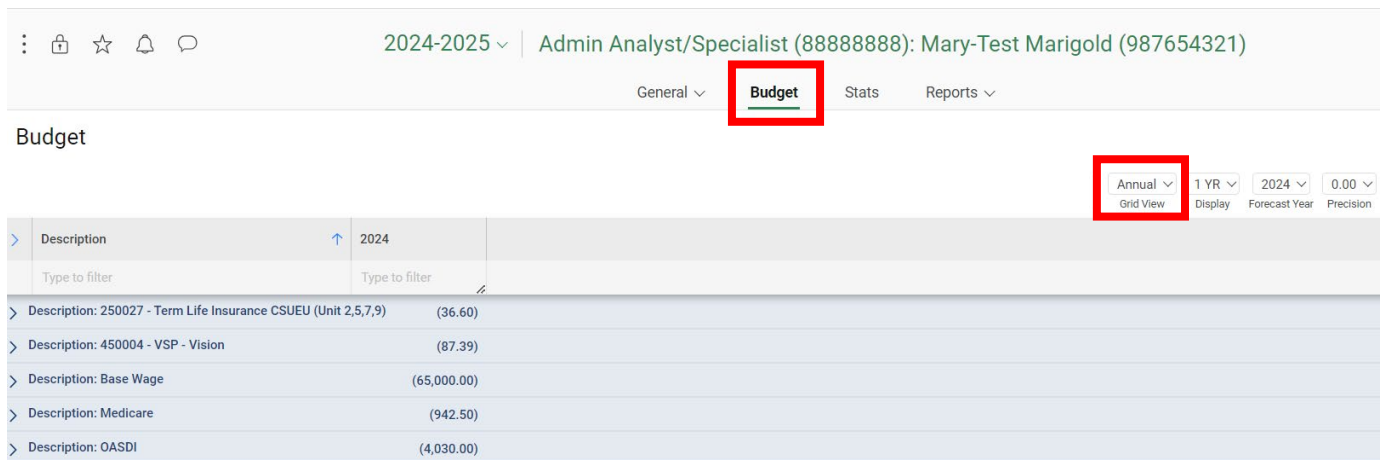 2024-2025 Admin Analyst/Specialist (88888888): Mary-Test Marigold (987654321)
General Budget Stats Reports
Budget
Annual 1 YR 2024 0.00
Grid View Display Forecast Year Precision
Description 2024
Type to filter Type to filter
Description: 250027 - Term Life Insurance CSUEU (Unit 2,5,7,9) (36.60)
Description: 450004 - VSP - Vision (87.39)
Description: Base Wage (65,000.00)
Description: Medicare (942.50)
Description: OASDI (4,030.00)